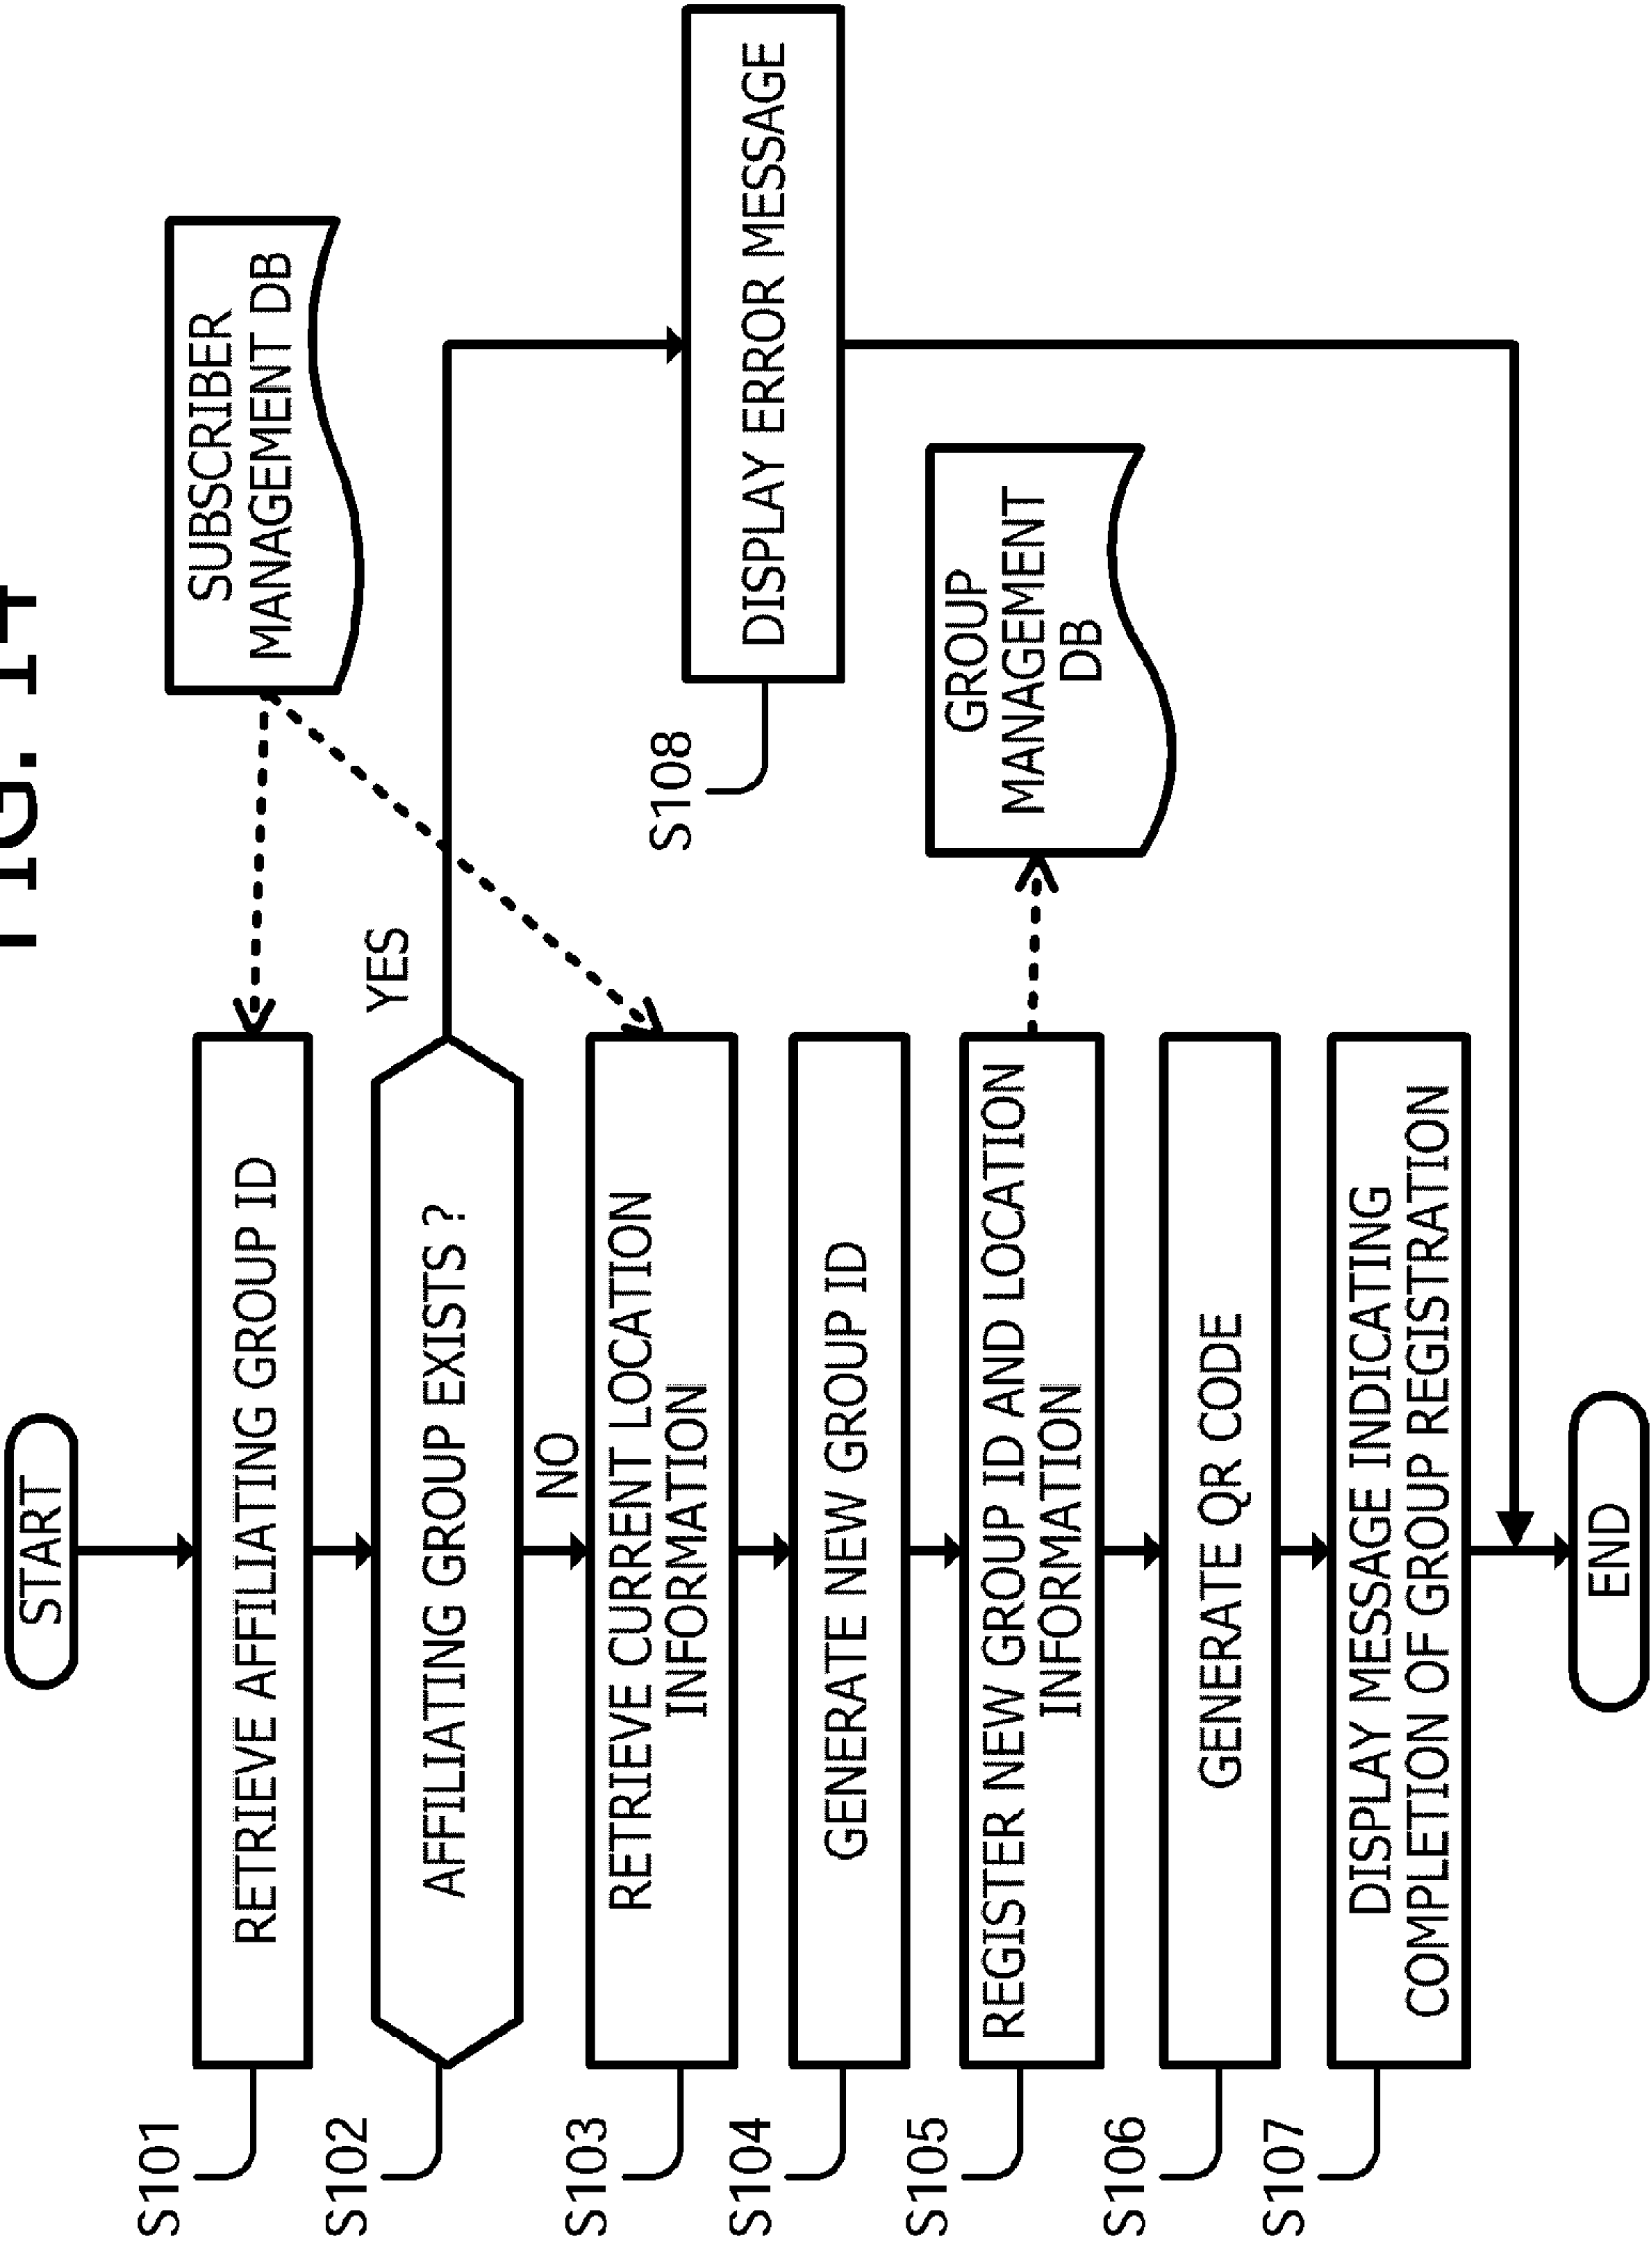 FIG. 14
START
S101
RETRIEVE AFFILIATING GROUP ID
SUBSCRIBER
MANAGEMENT DB
S102
AFFILIATING GROUP EXISTS ?
YES
NO
S103
RETRIEVE CURRENT LOCATION
INFORMATION
S108
DISPLAY ERROR MESSAGE
S104
GENERATE NEW GROUP ID
S105
REGISTER NEW GROUP ID AND LOCATION
INFORMATION
GROUP
MANAGEMENT
DB
S106
GENERATE QR CODE
S107
DISPLAY MESSAGE INDICATING
COMPLETION OF GROUP REGISTRATION
END